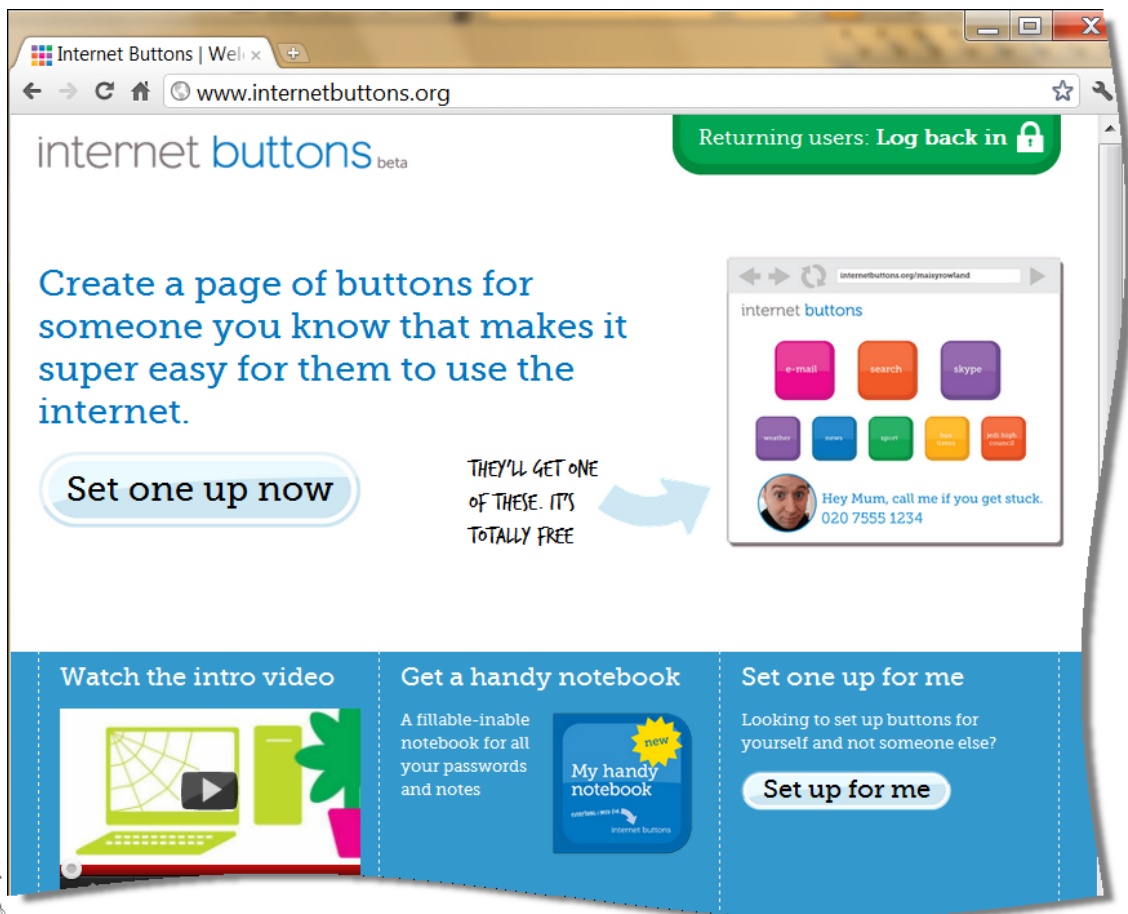 Internet Buttons | Wel
www.internetbuttons.org
internet buttons beta
Returning users: Log back in
Create a page of buttons for
someone you know that makes it
super easy for them to use the
internet.
Set one up now
THEY'LL GET ONE
OF THESE. IT'S
TOTALLY FREE
internetbuttons.org/maisyrowland
internet buttons
e-mail
search
skype
weather
news
sport
bus
times
jedi high
council
Hey Mum, call me if you get stuck.
020 7555 1234
Watch the intro video
Get a handy notebook
A fillable-inable
notebook for all
your passwords
and notes
new
My handy
notebook
internet buttons
Set one up for me
Looking to set up buttons for
yourself and not someone else?
Set up for me